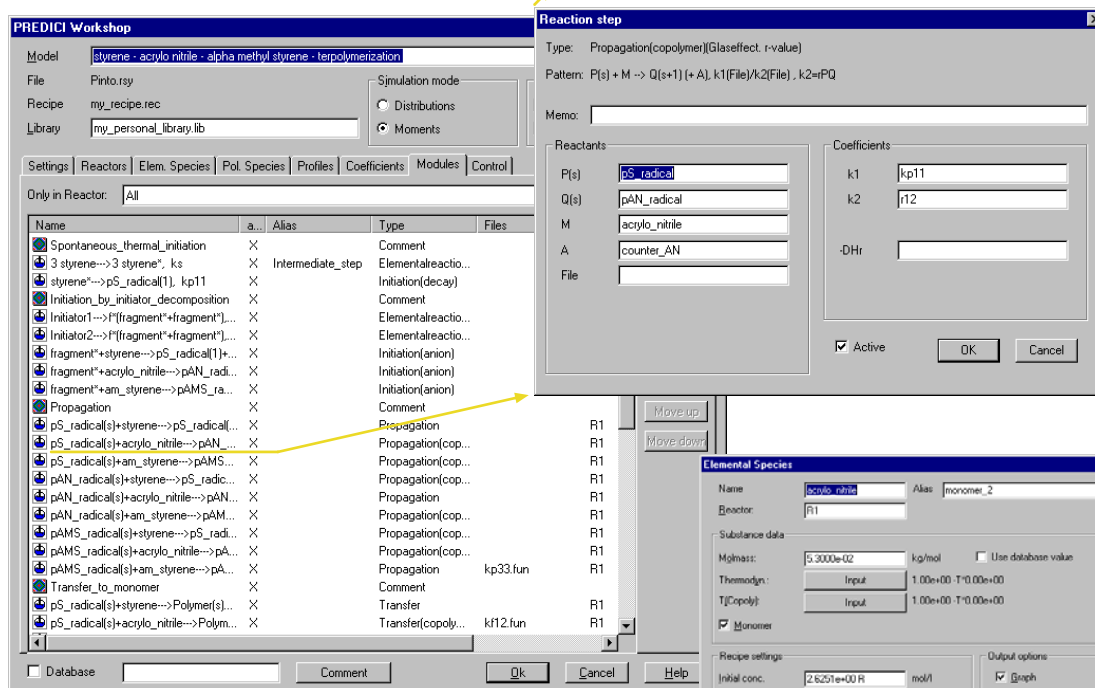 PREDICI Workshop
Model styrene - acrylo nitrile - alpha methyl styrene - terpolymerization
File Pinto.rsy
Recipe my_recipe.rec
Library my_personal_library.lib
Simulation mode
Distributions
Moments
Settings Reactors Elem. Species Pol. Species Profiles Coefficients Modules Control
Only in Reactor: All
Name a... Alias Type Files
Spontaneous_thermal_initiation X Comment
3 styrene--->3 styrene*, ks X Intermediate_step Elementalreactio...
styrene*--->pS_radical(1), kp11 X Initiation(decay)
Initiation_by_initiator_decomposition X Comment
Initiator1--->f*(fragment*+fragment*),... X Elementalreactio...
Initiator2--->f*(fragment*+fragment*),... X Elementalreactio...
fragment*+styrene--->pS_radical(1)+... X Initiation(anion)
fragment*+acrylo_nitrile--->pAN_radi... X Initiation(anion)
fragment*+am_styrene--->pAMS_ra... X Initiation(anion)
Propagation X Comment
pS_radical(s)+styrene--->pS_radical(... X Propagation R1
pS_radical(s)+acrylo_nitrile--->pAN_... X Propagation(cop... R1
pS_radical(s)+am_styrene--->pAMS... X Propagation(cop... R1
pAN_radical(s)+styrene--->pS_radic... X Propagation(cop... R1
pAN_radical(s)+acrylo_nitrile--->pAN... X Propagation R1
pAN_radical(s)+am_styrene--->pAM... X Propagation(cop... R1
pAMS_radical(s)+styrene--->pS_radi... X Propagation(cop... R1
pAMS_radical(s)+acrylo_nitrile--->pA... X Propagation(cop... R1
pAMS_radical(s)+am_styrene--->pA... X Propagation kp33.fun R1
Transfer_to_monomer X Comment
pS_radical(s)+styrene--->Polymer(s)... X Transfer R1
pS_radical(s)+acrylo_nitrile--->Polym... X Transfer(copoly... kf12.fun R1
Database Comment Ok Cancel Help
Move up
Move down
Reaction step
Type: Propagation(copolymer)(Glaseffect. r-value)
Pattern: P(s) + M --> Q(s+1) (+ A), k1(File)/k2(File) , k2=rPQ
Memo:
Reactants
P(s) pS_radical
Q(s) pAN_radical
M acrylo_nitrile
A counter_AN
File
Coefficients
k1 kp11
k2 r12
-DHr
Active OK Cancel
Elemental Species
Name acrylo_nitrile Alias monomer_2
Reactor: R1
Substance data
Molmass: 5.3000e-02 kg/mol Use database value
Thermodyn.: Input 1.00e+00 -T*0.00e+00
T(Copoly): Input 1.00e+00 -T*0.00e+00
Monomer
Recipe settings
Initial conc. 2.6251e+00 R mol/l
Output options
Graph